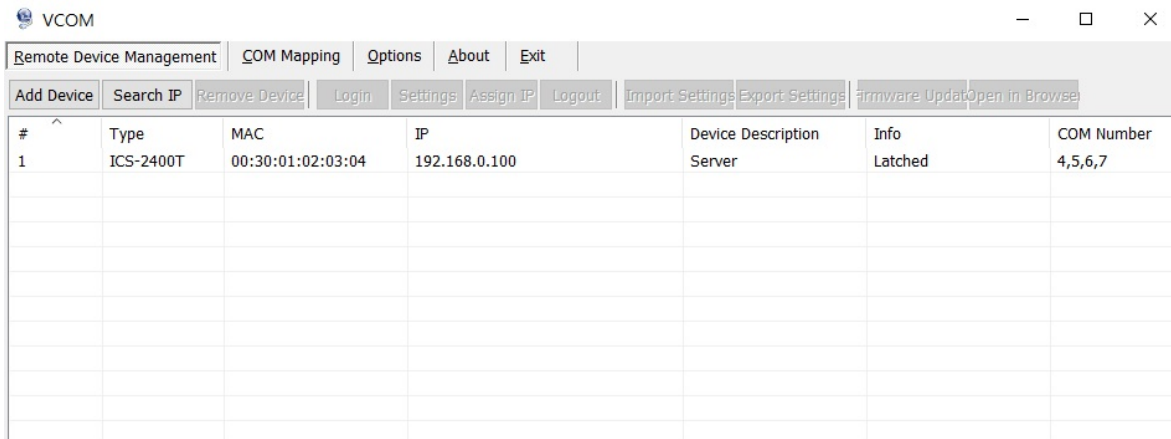 VCOM
Remote Device Management COM Mapping Options About Exit
Add Device Search IP Remove Device Login Settings Assign IP Logout Import Settings Export Settings Firmware Updat Open in Browser
# Type MAC IP Device Description Info COM Number
1 ICS-2400T 00:30:01:02:03:04 192.168.0.100 Server Latched 4,5,6,7